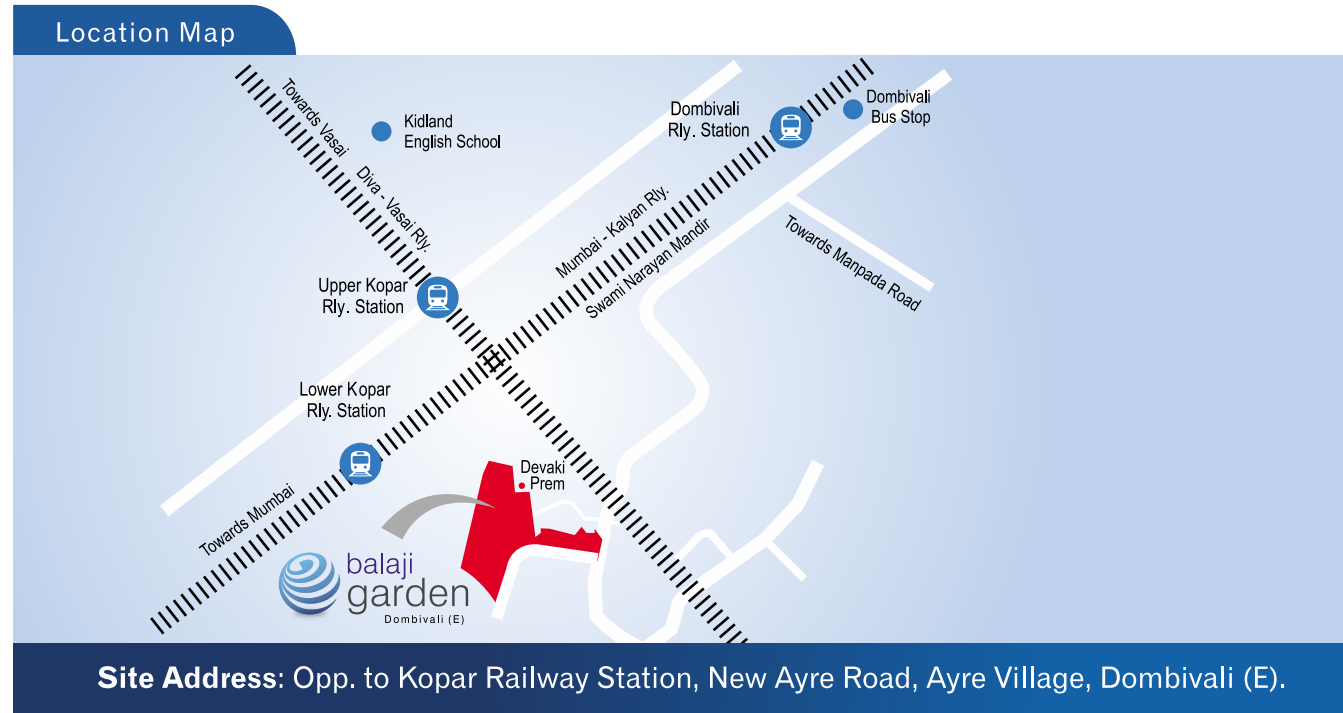 Location Map
Towards Vasai
Kidland
English School
Diva - Vasai Rly.
Dombivali
Rly. Station
Dombivali
Bus Stop
Mumbai - Kalyan Rly.
Swami Narayan Mandir
Towards Manpada Road
Upper Kopar
Rly. Station
Lower Kopar
Rly. Station
Towards Mumbai
Devaki
Prem
balaji
garden
Dombivali (E)
Site Address: Opp. to Kopar Railway Station, New Ayre Road, Ayre Village, Dombivali (E).